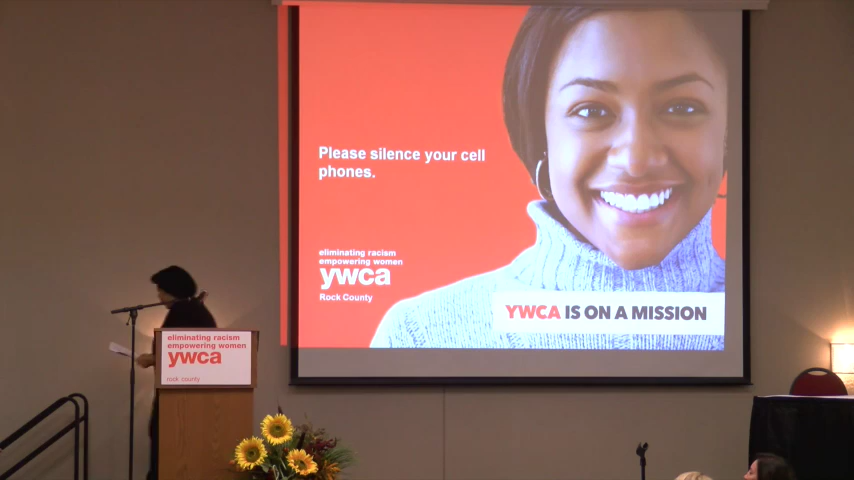 Please silence your cell
phones.
eliminating racism
empowering women
ywca
Rock County
YWCA IS ON A MISSION
eliminating racism
empowering women
ywca
rock county